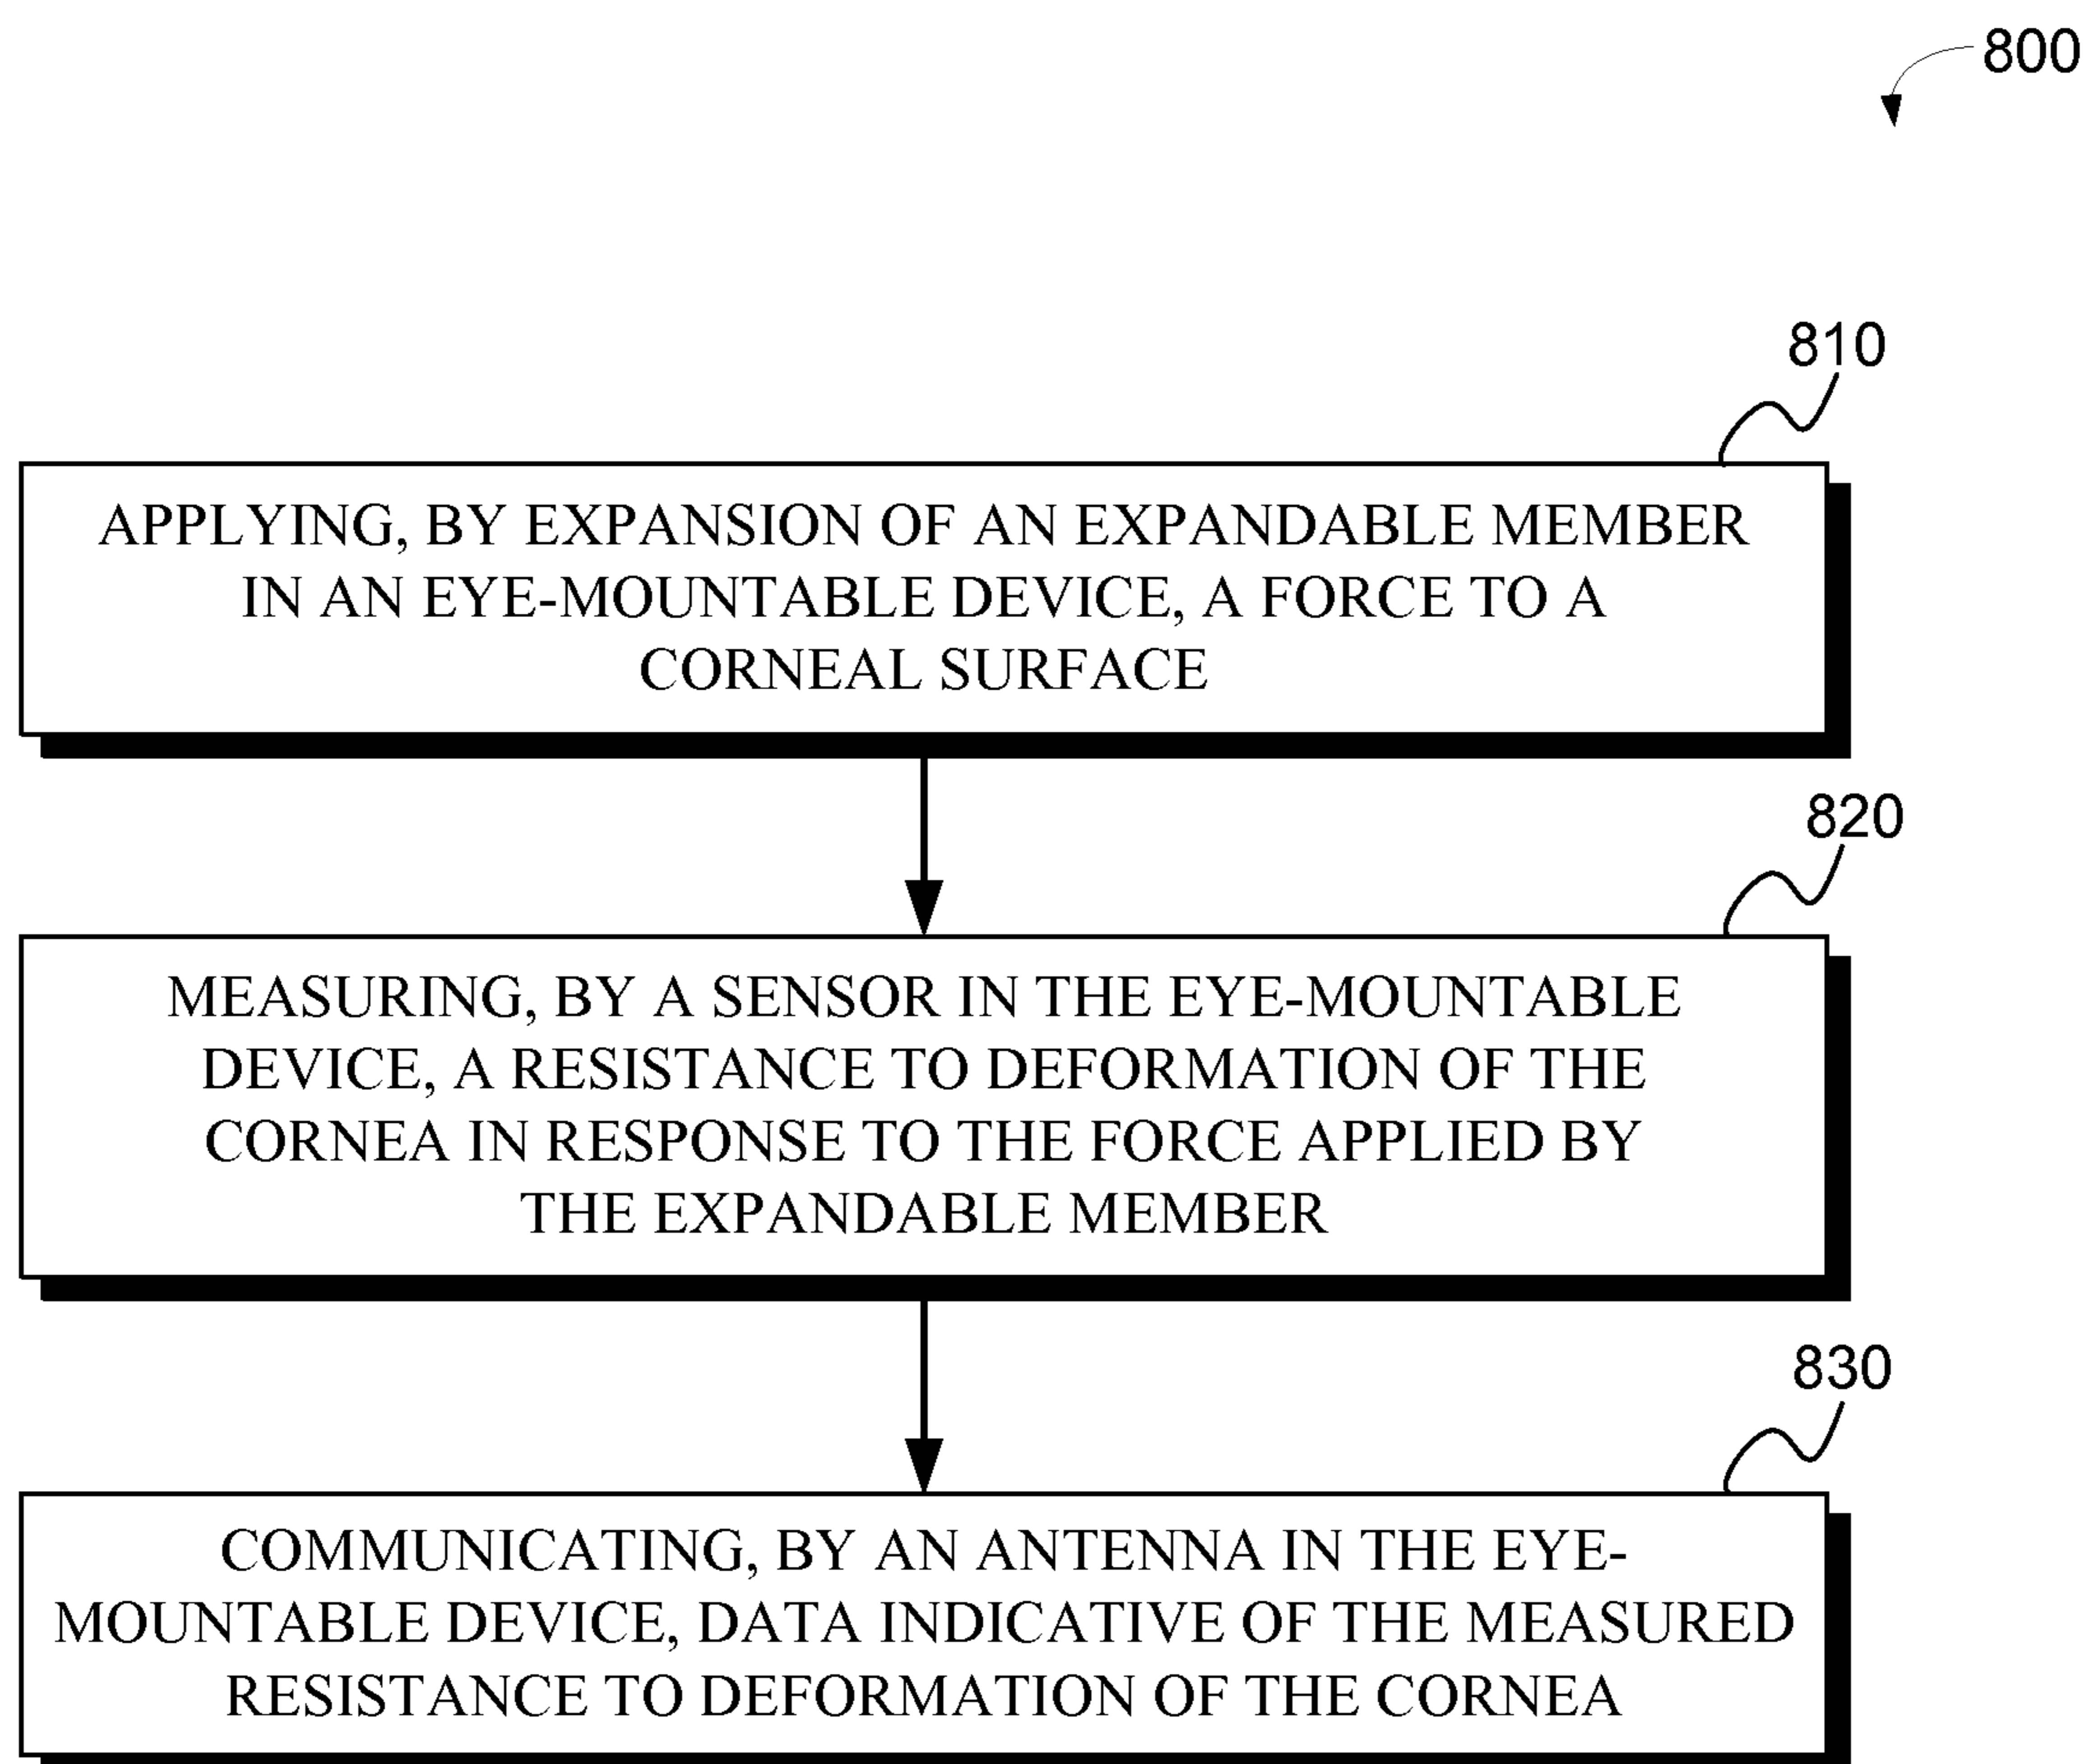 800
810
APPLYING, BY EXPANSION OF AN EXPANDABLE MEMBER
IN AN EYE-MOUNTABLE DEVICE, A FORCE TO A
CORNEAL SURFACE
820
MEASURING, BY A SENSOR IN THE EYE-MOUNTABLE
DEVICE, A RESISTANCE TO DEFORMATION OF THE
CORNEA IN RESPONSE TO THE FORCE APPLIED BY
THE EXPANDABLE MEMBER
830
COMMUNICATING, BY AN ANTENNA IN THE EYE-
MOUNTABLE DEVICE, DATA INDICATIVE OF THE MEASURED
RESISTANCE TO DEFORMATION OF THE CORNEA